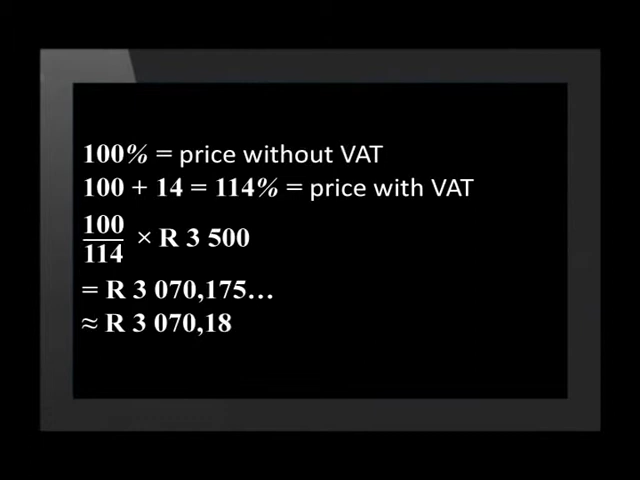 100% = price without VAT
100 + 14 = 114% = price with VAT
100/114 × R 3 500
= R 3 070,175…
≈ R 3 070,18